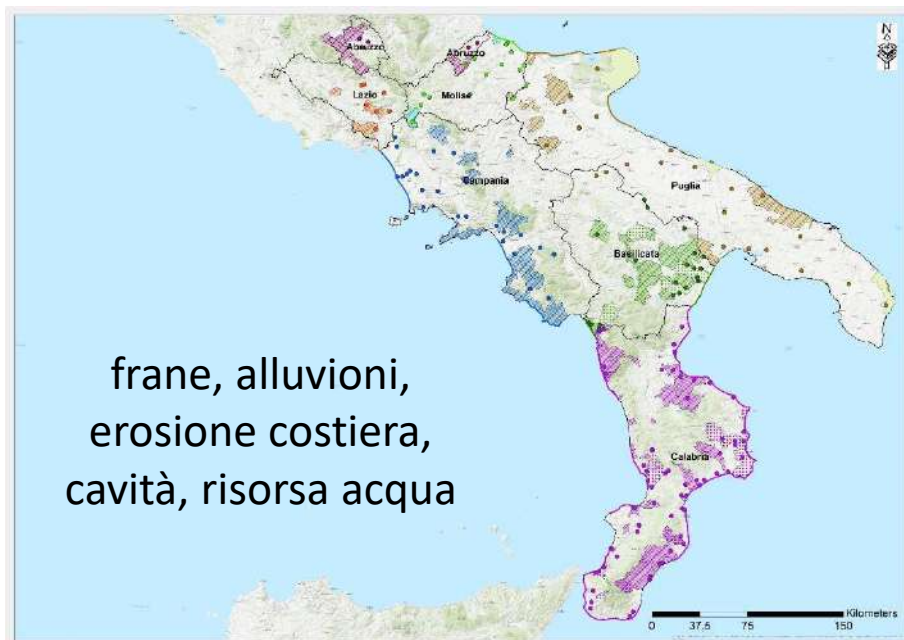 N
Abruzzo
Abruzzo
Lazio
Molise
Campania
Puglia
Basilicata
Calabria
frane, alluvioni,
erosione costiera,
cavità, risorsa acqua
Kilometers
0 37,5 75 150